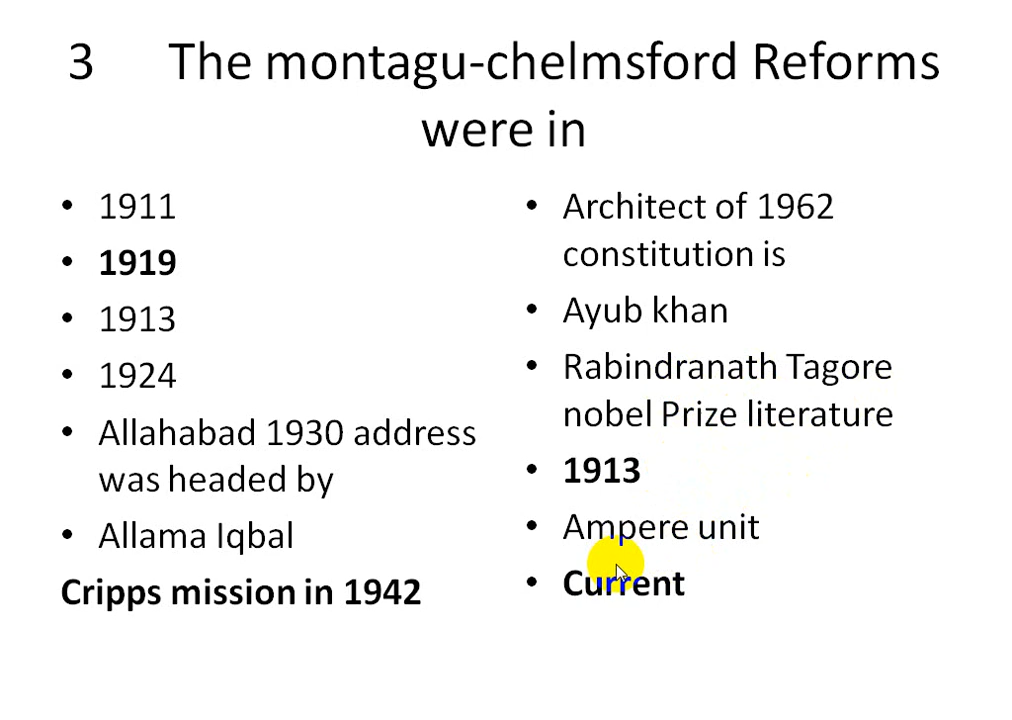 3 The montagu-chelmsford Reforms
were in
• 1911
• 1919
• 1913
• 1924
• Allahabad 1930 address
was headed by
• Allama Iqbal
Cripps mission in 1942
• Architect of 1962
constitution is
• Ayub khan
• Rabindranath Tagore
nobel Prize literature
• 1913
• Ampere unit
• Current